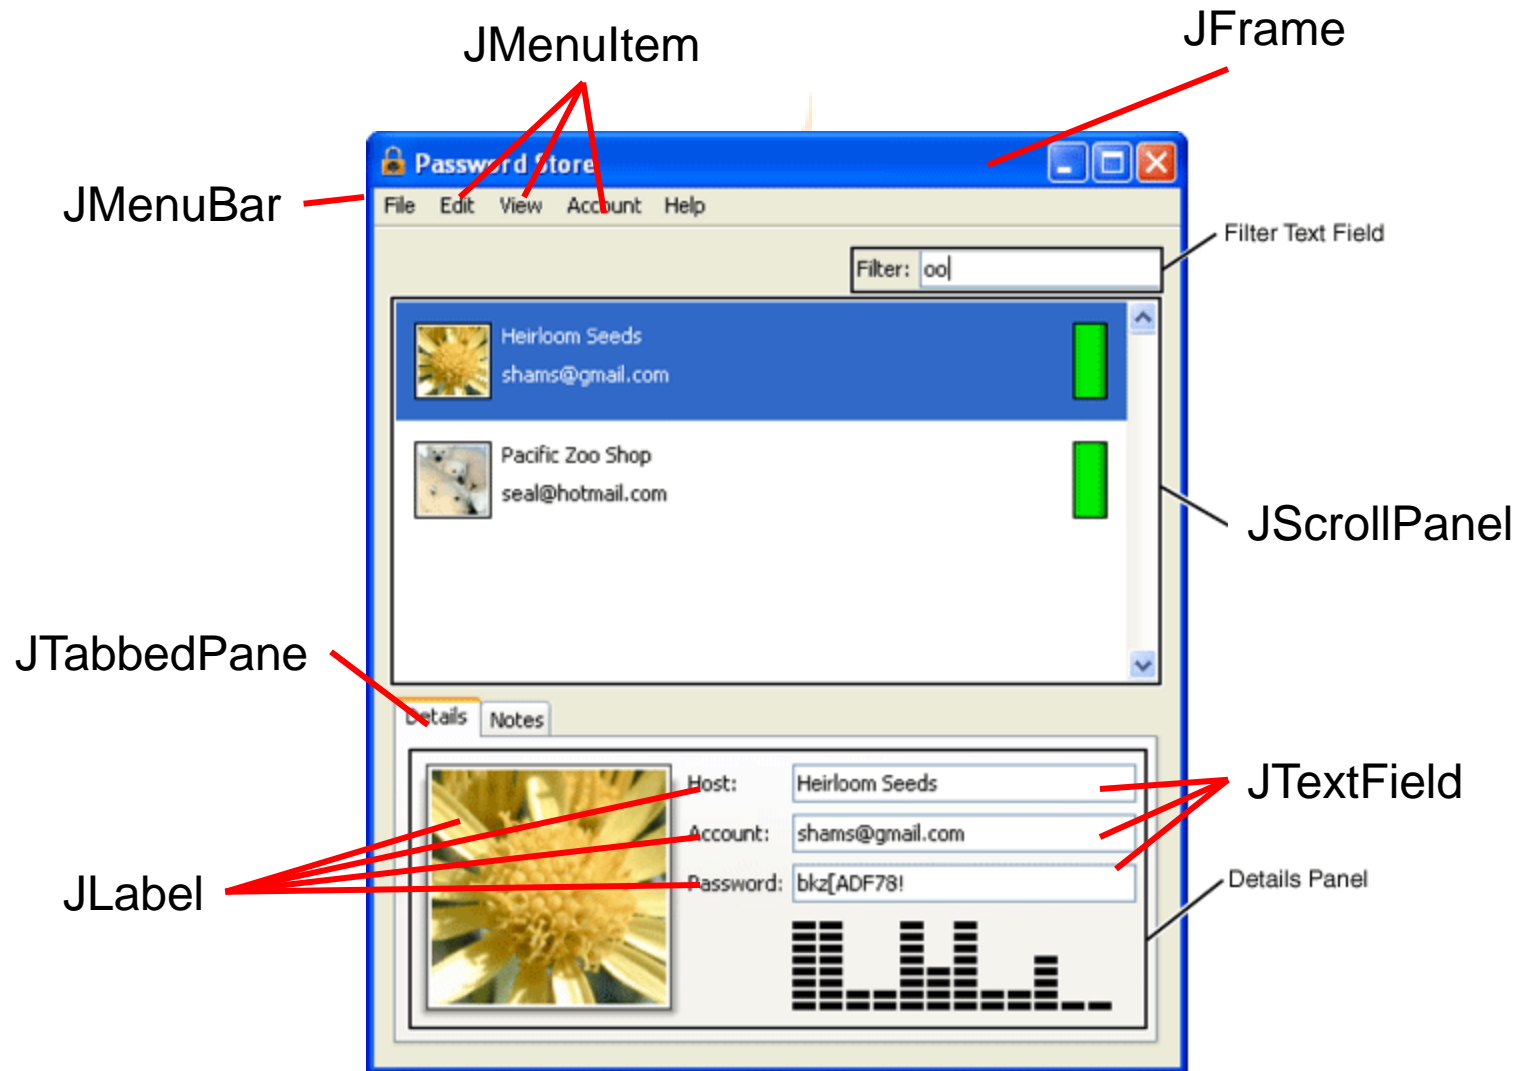 JMenuItem
JFrame
Password Store
JMenuBar
File Edit View Account Help
Filter Text Field
Filter: oo
Heirloom Seeds
shams@gmail.com
Pacific Zoo Shop
seal@hotmail.com
JScrollPanel
JTabbedPane
Details Notes
Host: Heirloom Seeds
JTextField
Account: shams@gmail.com
Password: bkz[ADF78!
JLabel
Details Panel